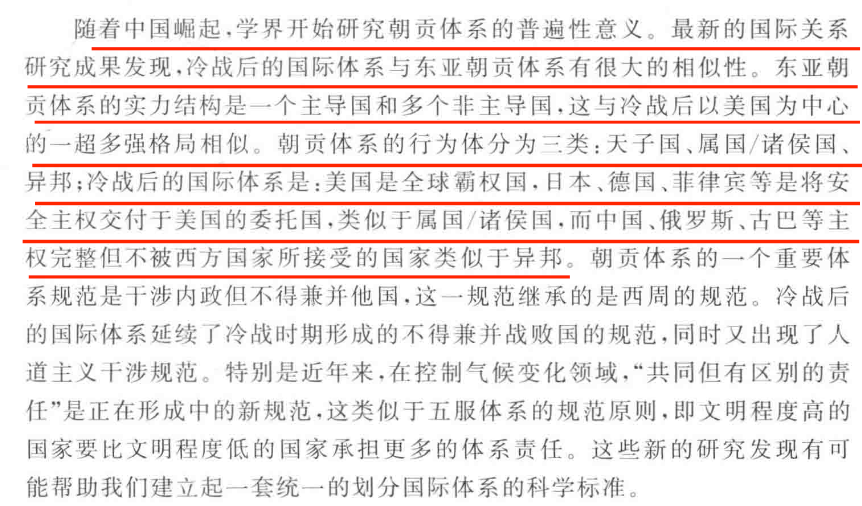 随着中国崛起,学界开始研究朝贡体系的普遍性意义。最新的国际关系
研究成果发现,冷战后的国际体系与东亚朝贡体系有很大的相似性。东亚朝
贡体系的实力结构是一个主导国和多个非主导国,这与冷战后以美国为中心
的一超多强格局相似。朝贡体系的行为体分为三类:天子国、属国/诸侯国、
异邦;冷战后的国际体系是:美国是全球霸权国,日本、德国、菲律宾等是将安
全主权交付于美国的委托国,类似于属国/诸侯国,而中国、俄罗斯、古巴等主
权完整但不被西方国家所接受的国家类似于异邦。朝贡体系的一个重要体
系规范是干涉内政但不得兼并他国,这一规范继承的是西周的规范。冷战后
的国际体系延续了冷战时期形成的不得兼并战败国的规范,同时又出现了人
道主义干涉规范。特别是近年来,在控制气候变化领域,“共同但有区别的责
任”是正在形成中的新规范,这类似于五服体系的规范原则,即文明程度高的
国家要比文明程度低的国家承担更多的体系责任。这些新的研究发现有可
能帮助我们建立起一套统一的划分国际体系的科学标准。